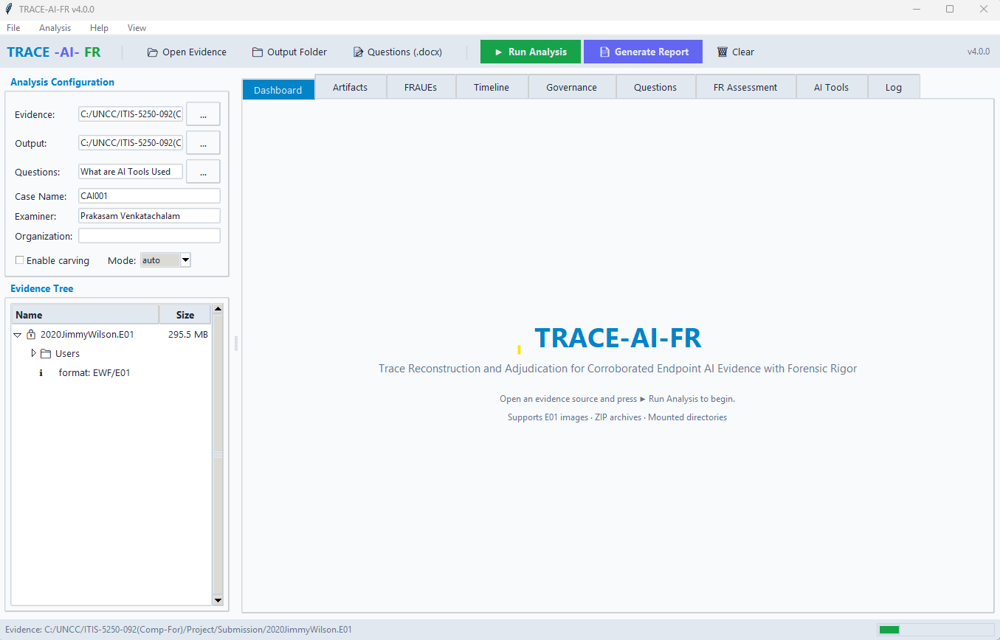 TRACE-AI-FR v4.0.0
File Analysis Help View
TRACE -AI- FR Open Evidence Output Folder Questions (.docx) ► Run Analysis Generate Report Clear v4.0.0
Analysis Configuration
Evidence: C:/UNCC/ITIS-5250-092(C ...
Output: C:/UNCC/ITIS-5250-092(C ...
Questions: What are AI Tools Used ...
Case Name: CAI001
Examiner: Prakasam Venkatachalam
Organization:
Enable carving Mode: auto
Evidence Tree
Name Size
2020JimmyWilson.E01 295.5 MB
Users
format: EWF/E01
Dashboard Artifacts FRAUEs Timeline Governance Questions FR Assessment AI Tools Log
TRACE-AI-FR
Trace Reconstruction and Adjudication for Corroborated Endpoint AI Evidence with Forensic Rigor
Open an evidence source and press ► Run Analysis to begin.
Supports E01 images · ZIP archives · Mounted directories
Evidence: C:/UNCC/ITIS-5250-092(Comp-For)/Project/Submission/2020JimmyWilson.E01